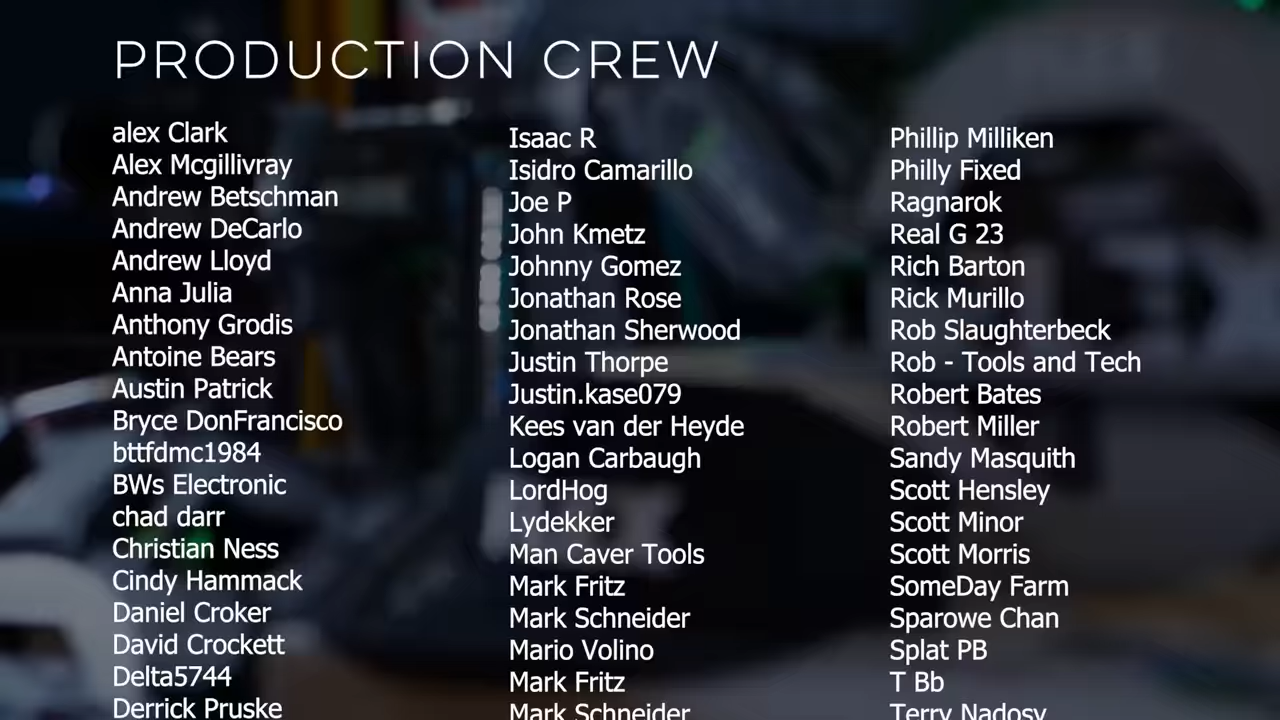 PRODUCTION CREW
alex Clark
Alex Mcgillivray
Andrew Betschman
Andrew DeCarlo
Andrew Lloyd
Anna Julia
Anthony Grodis
Antoine Bears
Austin Patrick
Bryce DonFrancisco
bttfdmc1984
BWs Electronic
chad darr
Christian Ness
Cindy Hammack
Daniel Croker
David Crockett
Delta5744
Derrick Pruske
Isaac R
Isidro Camarillo
Joe P
John Kmetz
Johnny Gomez
Jonathan Rose
Jonathan Sherwood
Justin Thorpe
Justin.kase079
Kees van der Heyde
Logan Carbaugh
LordHog
Lydekker
Man Caver Tools
Mark Fritz
Mark Schneider
Mario Volino
Mark Fritz
Mark Schneider
Phillip Milliken
Philly Fixed
Ragnarok
Real G 23
Rich Barton
Rick Murillo
Rob Slaughterbeck
Rob - Tools and Tech
Robert Bates
Robert Miller
Sandy Masquith
Scott Hensley
Scott Minor
Scott Morris
SomeDay Farm
Sparowe Chan
Splat PB
T Bb
Terry Nadosy